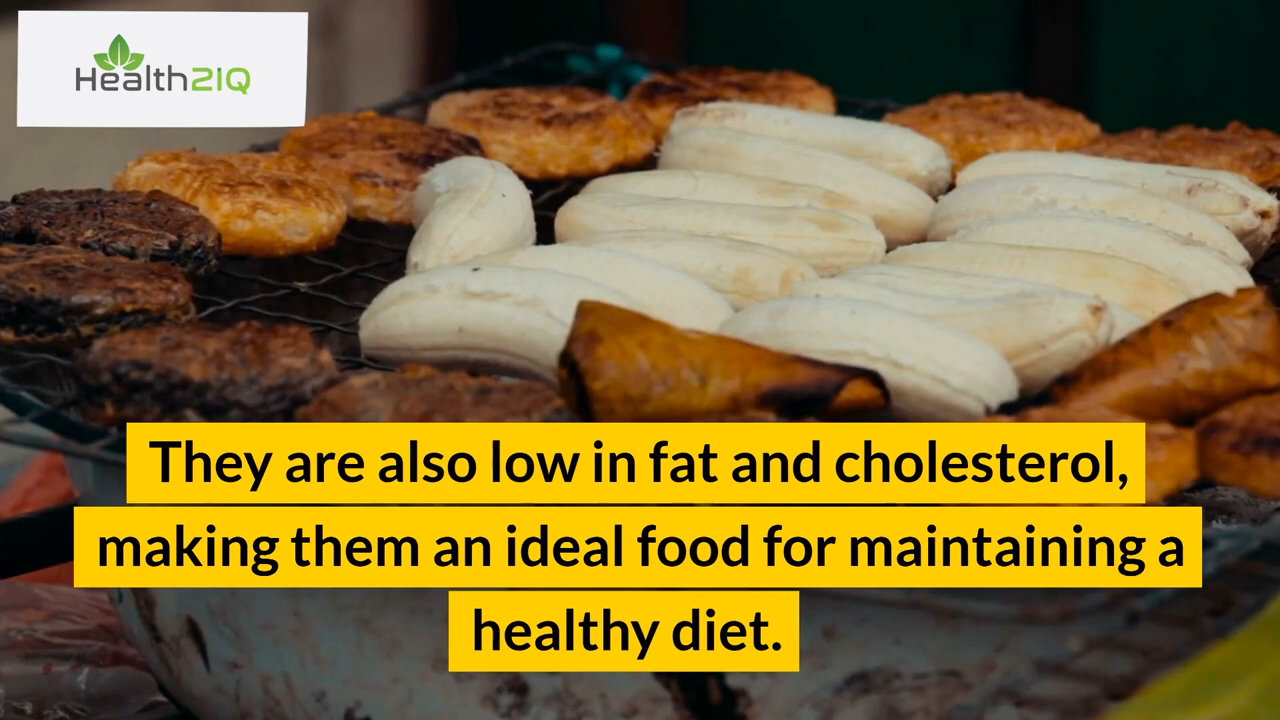 Health2iQ
They are also low in fat and cholesterol,
making them an ideal food for maintaining a
healthy diet.